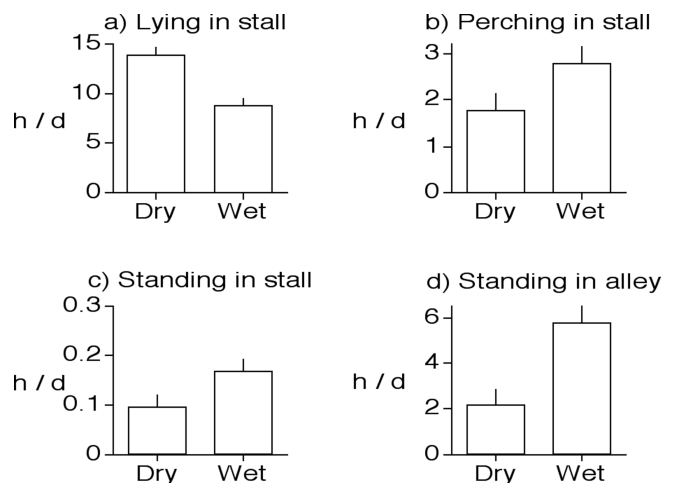 a) Lying in stall
15
10
h / d
5
0
Dry Wet
b) Perching in stall
3
2
h / d
1
0
Dry Wet
c) Standing in stall
0.3
0.2
h / d
0.1
0
Dry Wet
d) Standing in alley
6
4
h / d
2
0
Dry Wet